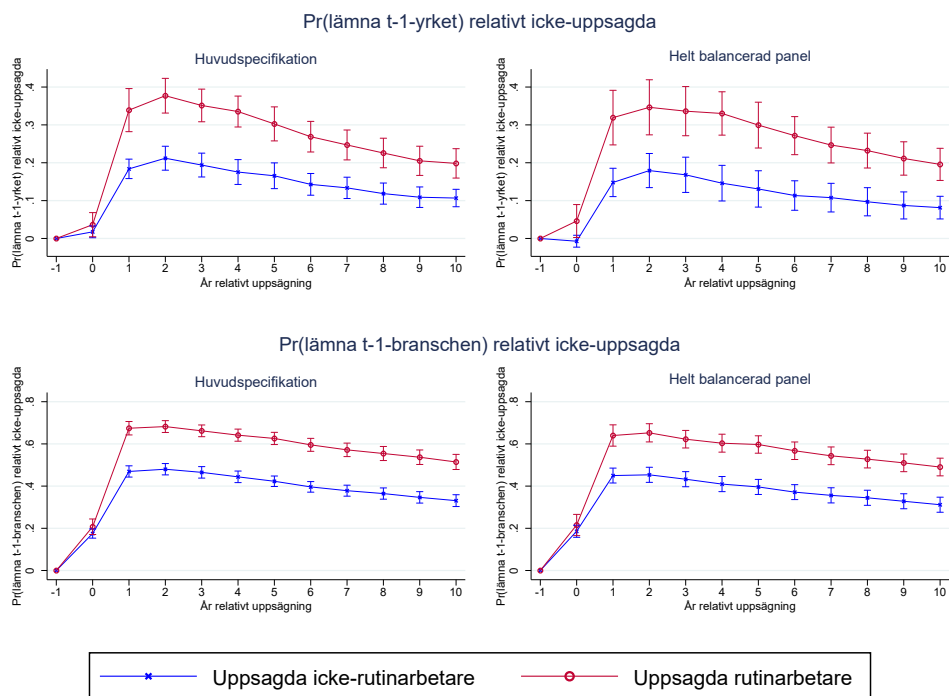 Pr(lämna t-1-yrket) relativt icke-uppsagda
Huvudspecifikation
Pr(lämna t-1-yrket) relativt icke-uppsagda
0 .1 .2 .3 .4
-1 0 1 2 3 4 5 6 7 8 9 10
År relativt uppsägning
Helt balancerad panel
Pr(lämna t-1-yrket) relativt icke-uppsagda
0 .1 .2 .3 .4
-1 0 1 2 3 4 5 6 7 8 9 10
År relativt uppsägning
Pr(lämna t-1-branschen) relativt icke-uppsagda
Huvudspecifikation
Pr(lämna t-1-branschen) relativt icke-uppsagda
0 .2 .4 .6 .8
-1 0 1 2 3 4 5 6 7 8 9 10
År relativt uppsägning
Helt balancerad panel
Pr(lämna t-1-branschen) relativt icke-uppsagda
0 .2 .4 .6 .8
-1 0 1 2 3 4 5 6 7 8 9 10
År relativt uppsägning
Uppsagda icke-rutinarbetare
Uppsagda rutinarbetare